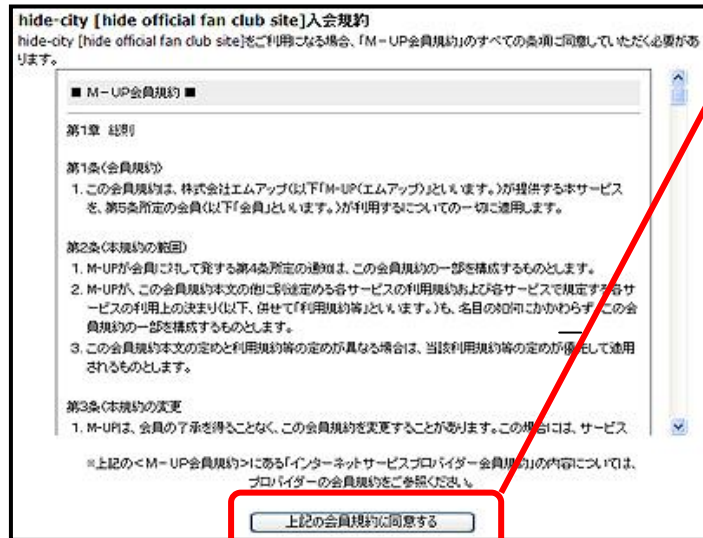 hide-city [hide official fan club site]入会規約
hide-city [hide official fan club site]をご利用になる場合、「M-UP会員規約」のすべての条項に同意していただく必要があ
ります。
■ M-UP会員規約 ■
第1章 総則
第1条(会員規約)
1. この会員規約は、株式会社エムアップ(以下「M-UP(エムアップ)」といいます。)が提供する本サービス
を、第5条所定の会員(以下「会員」といいます。)が利用するについての一切に適用します。
第2条(本規約の範囲)
1. M-UPが会員に対して発する第4条所定の通知は、この会員規約の一部を構成するものとします。
2. M-UPが、この会員規約本文の他に別途定める各サービスの利用規約および各サービスで規定する各サ
ービスの利用上の決まり(以下、併せて「利用規約等」といいます。)も、名目の如何にかかわらず、この会
員規約の一部を構成するものとします。
3. この会員規約本文の定めと利用規約等の定めが異なる場合は、当該利用規約等の定めが優先して適用
されるものとします。
第3条(本規約の変更
1. M-UPは、会員の了承を得ることなく、この会員規約を変更することがあります。この場合には、サービス
※上記の<M-UP会員規約>にある「インターネットサービスプロバイダー会員規約」の内容については、
プロバイダーの会員規約をご参照ください。
上記の会員規約に同意する